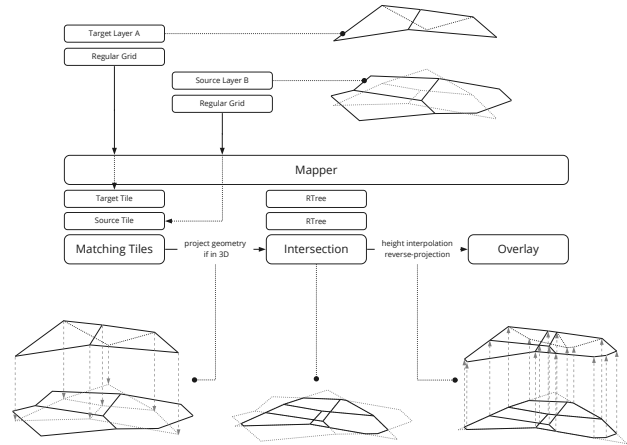 Target Layer A
Regular Grid
Source Layer B
Regular Grid
Mapper
Target Tile
RTree
Source Tile
RTree
Matching Tiles
project geometry
if in 3D
Intersection
height interpolation
reverse-projection
Overlay